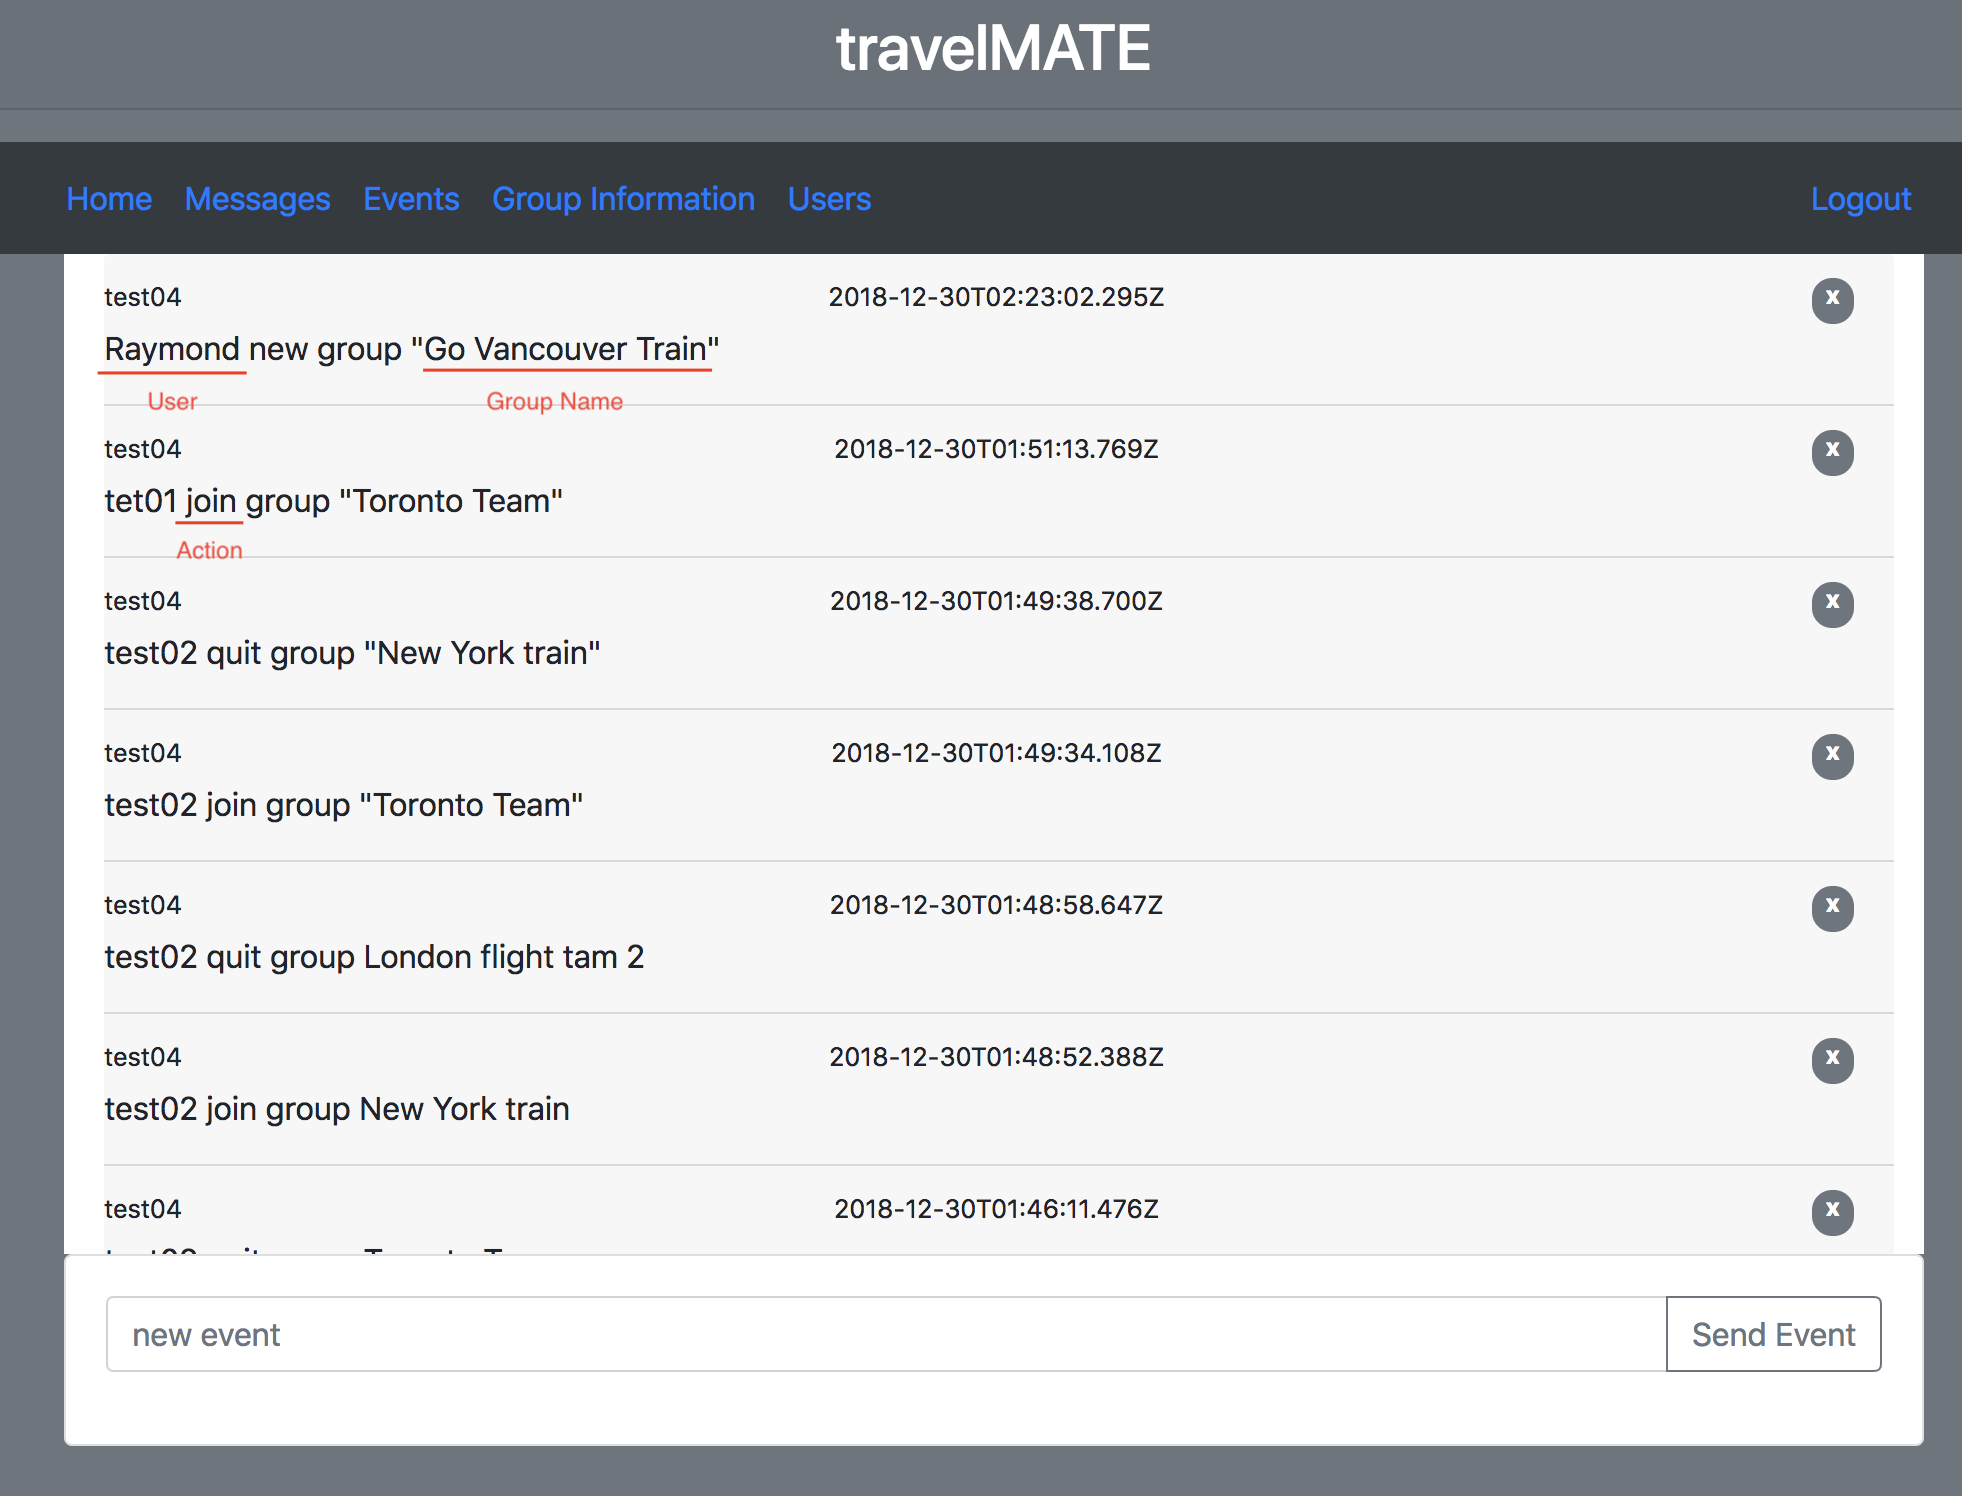 travelMATE
Home Messages Events Group Information Users Logout
test04 2018-12-30T02:23:02.295Z x
Raymond new group "Go Vancouver Train"
User Group Name
test04 2018-12-30T01:51:13.769Z x
tet01 join group "Toronto Team"
Action
test04 2018-12-30T01:49:38.700Z x
test02 quit group "New York train"
test04 2018-12-30T01:49:34.108Z x
test02 join group "Toronto Team"
test04 2018-12-30T01:48:58.647Z x
test02 quit group London flight tam 2
test04 2018-12-30T01:48:52.388Z x
test02 join group New York train
test04 2018-12-30T01:46:11.476Z x
new event Send Event